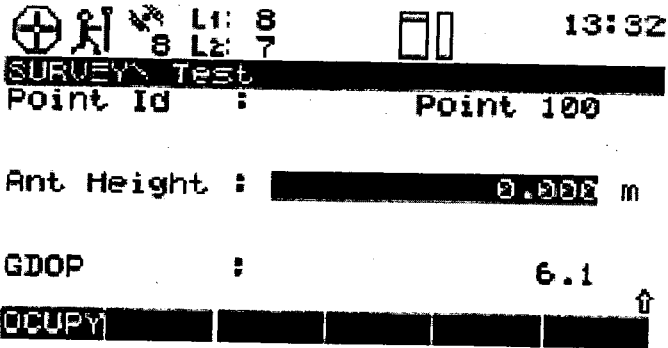 L1: 8 13:32
8 L2: 7
SURVEY\ Test
Point Id : Point 100
Ant Height : 0.000 m
GDOP : 6.1
OCUPY